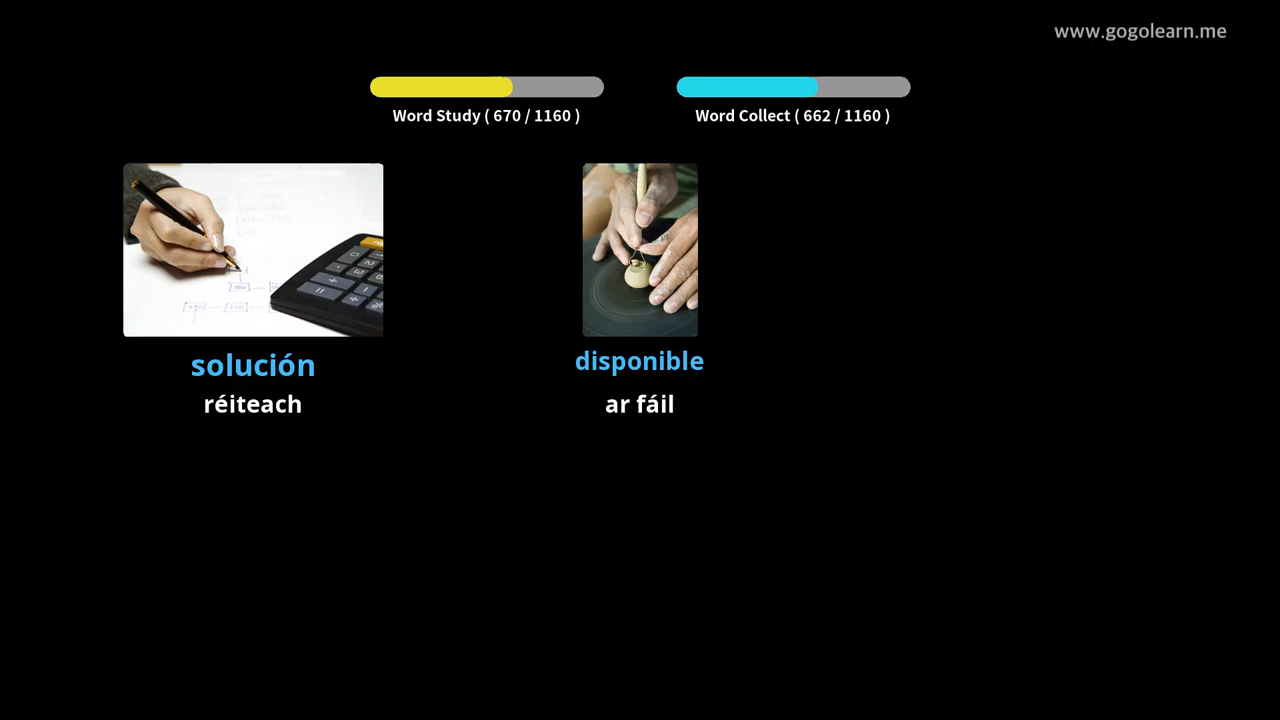 www.gogolearn.me
Word Study ( 670 / 1160 )
Word Collect ( 662 / 1160 )
solución
réiteach
disponible
ar fáil